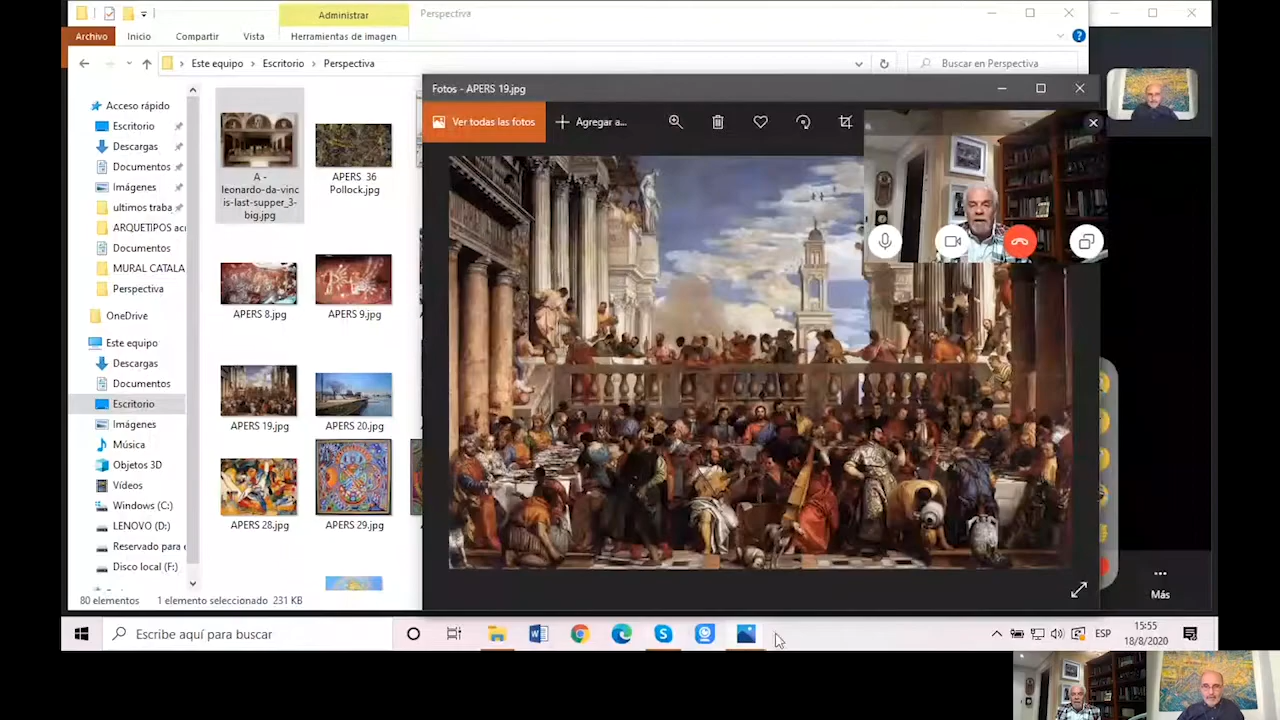 Administrar
Perspectiva
Archivo
Inicio
Compartir
Vista
Herramientas de imagen
Este equipo
Escritorio
Perspectiva
Buscar en Perspectiva
Acceso rápido
Escritorio
Descargas
Documentos
Imágenes
ultimos traba
ARQUETIPOS
Documentos
MURAL CATALA
Perspectiva
OneDrive
Este equipo
Descargas
Documentos
Escritorio
Imágenes
Música
Objetos 3D
Vídeos
Windows (C:)
LENOVO (D:)
Reservado para
Disco local (F:)
A -
leonardo-da-vinc
is-last-supper_3-
big.jpg
APERS 36
Pollock.jpg
APERS 8.jpg
APERS 9.jpg
APERS 19.jpg
APERS 20.jpg
APERS 28.jpg
APERS 29.jpg
80 elementos
1 elemento seleccionado 231 KB
Fotos - APERS 19.jpg
Ver todas las fotos
Agregar a...
Más
Escribe aquí para buscar
ESP
15:55
18/8/2020